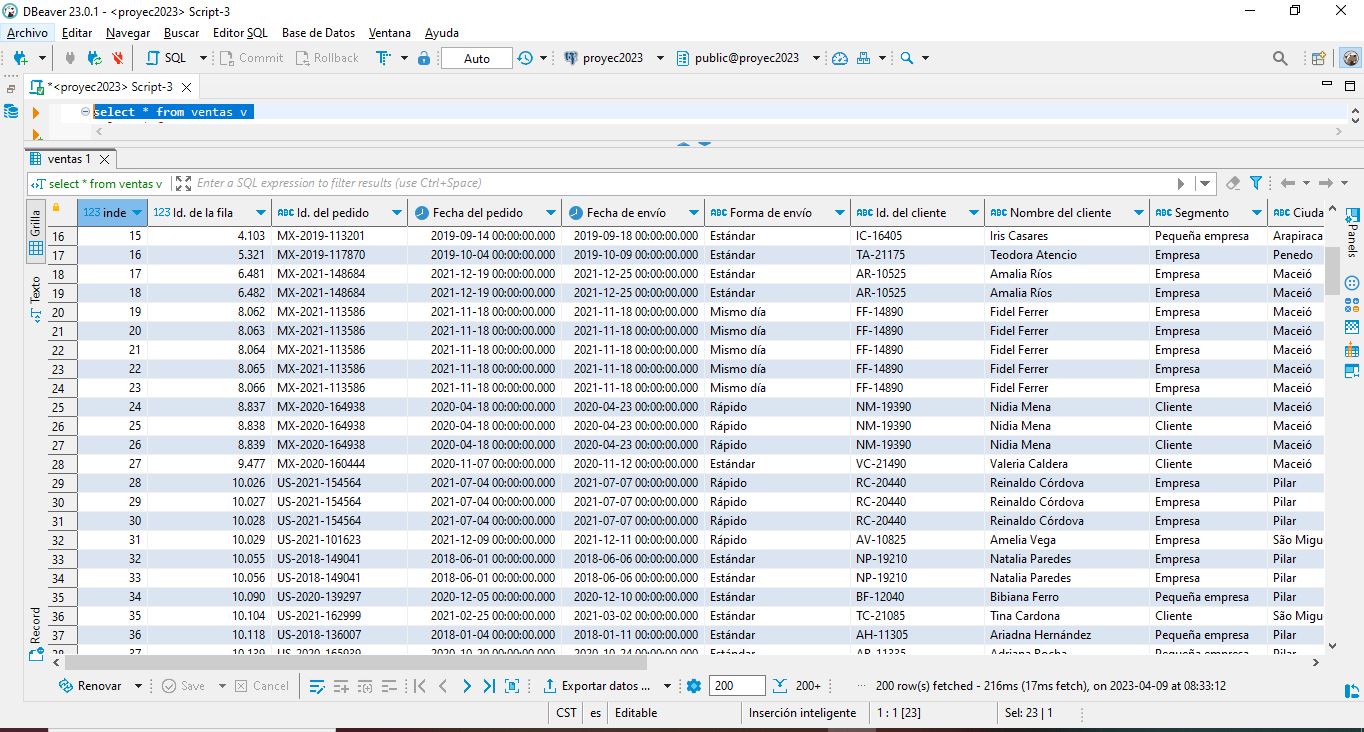 DBeaver 23.0.1 - <proyec2023> Script-3
Archivo Editar Navegar Buscar Editor SQL Base de Datos Ventana Ayuda
SQL Commit Rollback Auto proyec2023 public@proyec2023
*<proyec2023> Script-3
select * from ventas v
ventas 1
select * from ventas v Enter a SQL expression to filter results (use Ctrl+Space)
Grilla
Texto
Record
Panels
123 inde 123 Id. de la fila ABC Id. del pedido Fecha del pedido Fecha de envío ABC Forma de envío ABC Id. del cliente ABC Nombre del cliente ABC Segmento ABC Ciuda
16 15 4.103 MX-2019-113201 2019-09-14 00:00:00.000 2019-09-18 00:00:00.000 Estándar IC-16405 Iris Casares Pequeña empresa Arapiraca
17 16 5.321 MX-2019-117870 2019-10-04 00:00:00.000 2019-10-09 00:00:00.000 Estándar TA-21175 Teodora Atencio Empresa Penedo
18 17 6.481 MX-2021-148684 2021-12-19 00:00:00.000 2021-12-25 00:00:00.000 Estándar AR-10525 Amalia Ríos Empresa Maceió
19 18 6.482 MX-2021-148684 2021-12-19 00:00:00.000 2021-12-25 00:00:00.000 Estándar AR-10525 Amalia Ríos Empresa Maceió
20 19 8.062 MX-2021-113586 2021-11-18 00:00:00.000 2021-11-18 00:00:00.000 Mismo día FF-14890 Fidel Ferrer Empresa Maceió
21 20 8.063 MX-2021-113586 2021-11-18 00:00:00.000 2021-11-18 00:00:00.000 Mismo día FF-14890 Fidel Ferrer Empresa Maceió
22 21 8.064 MX-2021-113586 2021-11-18 00:00:00.000 2021-11-18 00:00:00.000 Mismo día FF-14890 Fidel Ferrer Empresa Maceió
23 22 8.065 MX-2021-113586 2021-11-18 00:00:00.000 2021-11-18 00:00:00.000 Mismo día FF-14890 Fidel Ferrer Empresa Maceió
24 23 8.066 MX-2021-113586 2021-11-18 00:00:00.000 2021-11-18 00:00:00.000 Mismo día FF-14890 Fidel Ferrer Empresa Maceió
25 24 8.837 MX-2020-164938 2020-04-18 00:00:00.000 2020-04-23 00:00:00.000 Rápido NM-19390 Nidia Mena Cliente Maceió
26 25 8.838 MX-2020-164938 2020-04-18 00:00:00.000 2020-04-23 00:00:00.000 Rápido NM-19390 Nidia Mena Cliente Maceió
27 26 8.839 MX-2020-164938 2020-04-18 00:00:00.000 2020-04-23 00:00:00.000 Rápido NM-19390 Nidia Mena Cliente Maceió
28 27 9.477 MX-2020-160444 2020-11-07 00:00:00.000 2020-11-12 00:00:00.000 Estándar VC-21490 Valeria Caldera Cliente Maceió
29 28 10.026 US-2021-154564 2021-07-04 00:00:00.000 2021-07-07 00:00:00.000 Rápido RC-20440 Reinaldo Córdova Empresa Pilar
30 29 10.027 US-2021-154564 2021-07-04 00:00:00.000 2021-07-07 00:00:00.000 Rápido RC-20440 Reinaldo Córdova Empresa Pilar
31 30 10.028 US-2021-154564 2021-07-04 00:00:00.000 2021-07-07 00:00:00.000 Rápido RC-20440 Reinaldo Córdova Empresa Pilar
32 31 10.029 US-2021-101623 2021-12-09 00:00:00.000 2021-12-11 00:00:00.000 Rápido AV-10825 Amelia Vega Empresa São Migu
33 32 10.055 US-2018-149041 2018-06-01 00:00:00.000 2018-06-06 00:00:00.000 Estándar NP-19210 Natalia Paredes Empresa Pilar
34 33 10.056 US-2018-149041 2018-06-01 00:00:00.000 2018-06-06 00:00:00.000 Estándar NP-19210 Natalia Paredes Empresa Pilar
35 34 10.090 US-2020-139297 2020-12-05 00:00:00.000 2020-12-10 00:00:00.000 Estándar BF-12040 Bibiana Ferro Pequeña empresa Pilar
36 35 10.104 US-2021-162999 2021-02-25 00:00:00.000 2021-03-02 00:00:00.000 Estándar TC-21085 Tina Cardona Cliente São Migu
37 36 10.118 US-2018-136007 2018-01-04 00:00:00.000 2018-01-11 00:00:00.000 Estándar AH-11305 Ariadna Hernández Pequeña empresa Pilar
Renovar Save Cancel Exportar datos ... 200 200+ ... 200 row(s) fetched - 216ms (17ms fetch), on 2023-04-09 at 08:33:12
CST es Editable Inserción inteligente 1 : 1 [23] Sel: 23 | 1